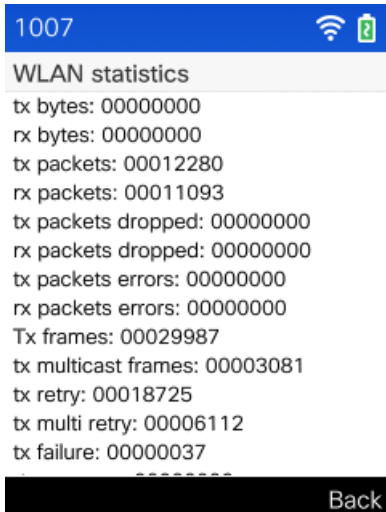 1007
WLAN statistics
tx bytes: 00000000
rx bytes: 00000000
tx packets: 00012280
rx packets: 00011093
tx packets dropped: 00000000
rx packets dropped: 00000000
tx packets errors: 00000000
rx packets errors: 00000000
Tx frames: 00029987
tx multicast frames: 00003081
tx retry: 00018725
tx multi retry: 00006112
tx failure: 00000037
Back